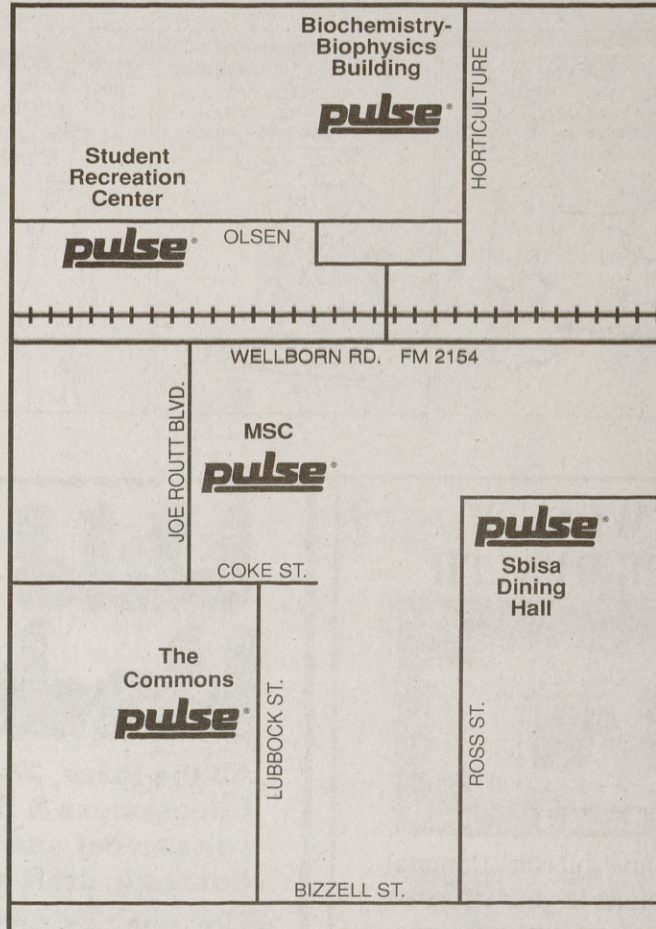 Biochemistry-
Biophysics
Building
pulse®
HORTICULTURE
Student
Recreation
Center
pulse®
OLSEN
WELLBORN RD. FM 2154
JOE ROUTT BLVD.
MSC
pulse®
COKE ST.
pulse®
Sbisa
Dining
Hall
The
Commons
pulse®
LUBBOCK ST.
ROSS ST.
BIZZELL ST.